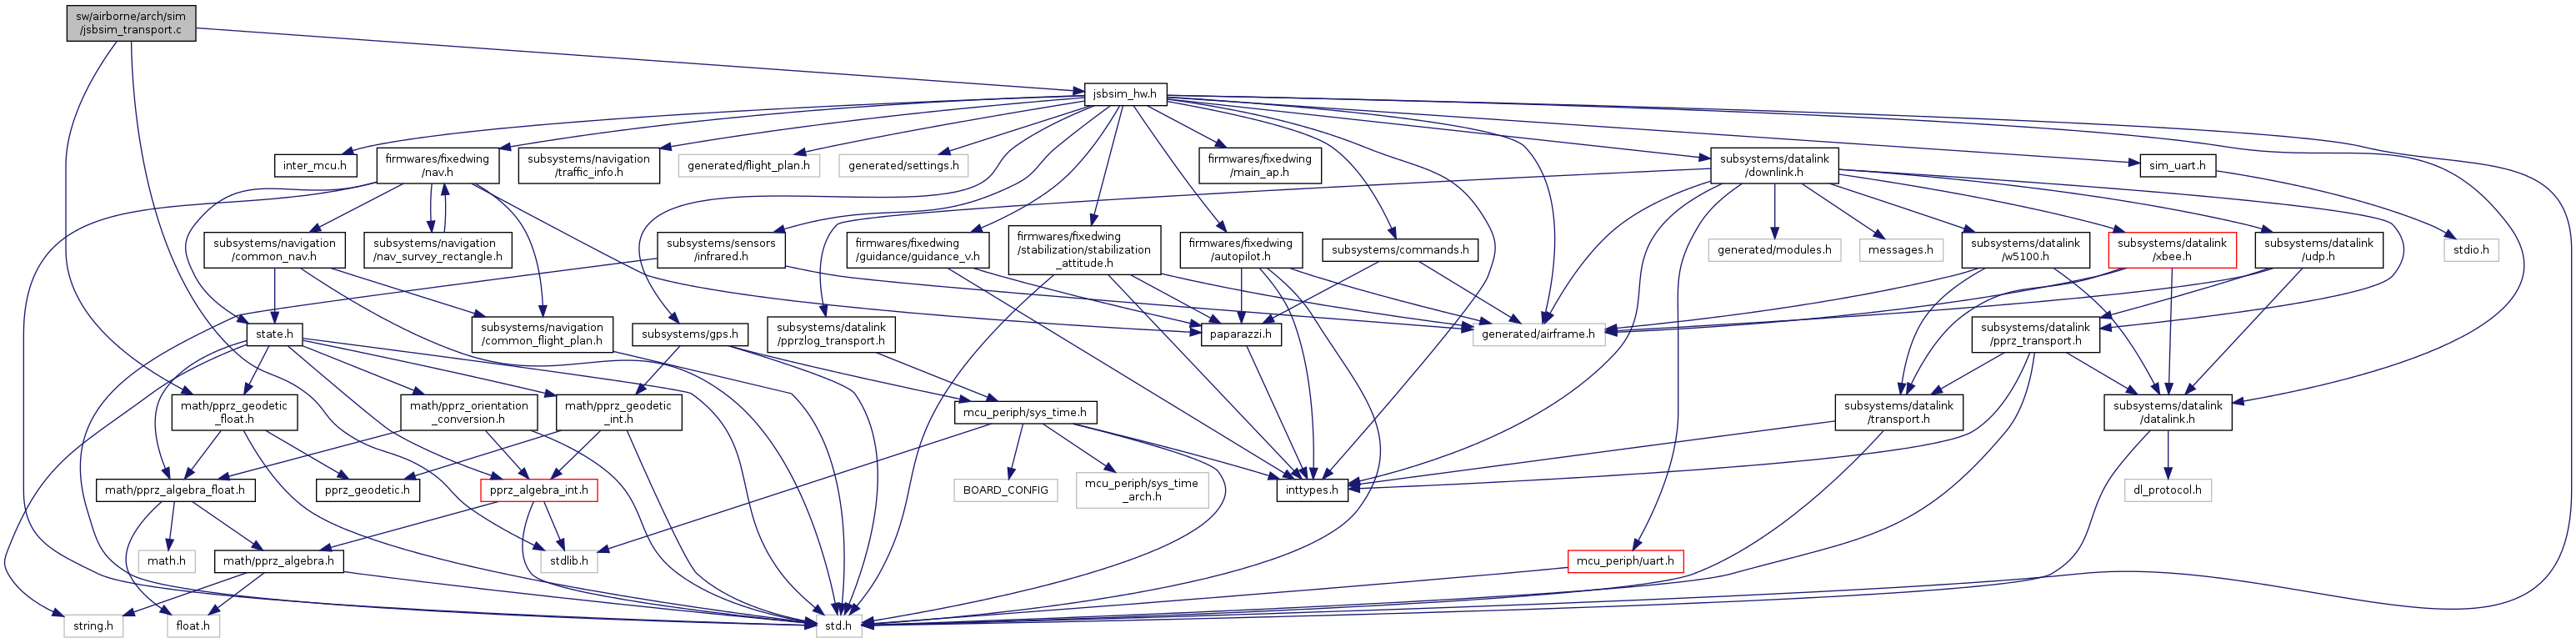 sw/airborne/arch/sim
/jsbsim_transport.c
jsbsim_hw.h
inter_mcu.h
firmwares/fixedwing
/nav.h
subsystems/navigation
/traffic_info.h
generated/flight_plan.h
generated/settings.h
firmwares/fixedwing
/main_ap.h
subsystems/datalink
/downlink.h
sim_uart.h
subsystems/navigation
/common_nav.h
subsystems/navigation
/nav_survey_rectangle.h
subsystems/sensors
/infrared.h
firmwares/fixedwing
/guidance/guidance_v.h
firmwares/fixedwing
/stabilization/stabilization
_attitude.h
firmwares/fixedwing
/autopilot.h
subsystems/commands.h
generated/modules.h
messages.h
subsystems/datalink
/w5100.h
subsystems/datalink
/xbee.h
subsystems/datalink
/udp.h
stdio.h
state.h
subsystems/navigation
/common_flight_plan.h
subsystems/gps.h
subsystems/datalink
/pprzlog_transport.h
paparazzi.h
generated/airframe.h
subsystems/datalink
/pprz_transport.h
math/pprz_geodetic
_float.h
math/pprz_orientation
_conversion.h
math/pprz_geodetic
_int.h
mcu_periph/sys_time.h
subsystems/datalink
/transport.h
subsystems/datalink
/datalink.h
math/pprz_algebra_float.h
pprz_geodetic.h
pprz_algebra_int.h
BOARD_CONFIG
mcu_periph/sys_time
_arch.h
inttypes.h
dl_protocol.h
math.h
math/pprz_algebra.h
stdlib.h
mcu_periph/uart.h
string.h
float.h
std.h